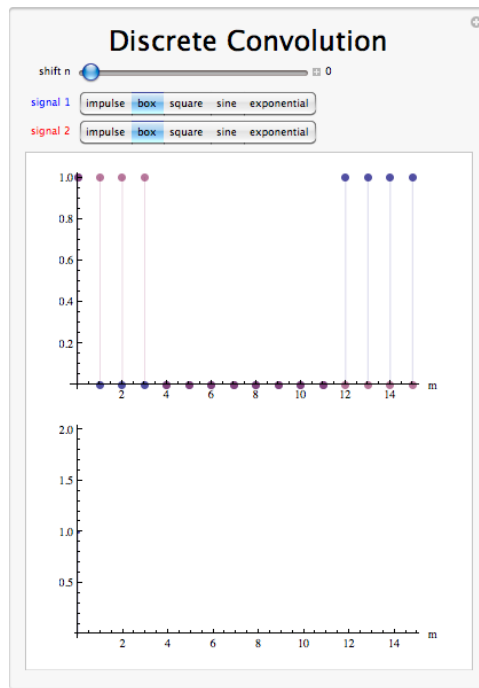 Discrete Convolution
shift n 0
signal 1 impulse box square sine exponential
signal 2 impulse box square sine exponential
1.0
0.8
0.6
0.4
0.2
2 4 6 8 10 12 14 m
2.0
1.5
1.0
0.5
2 4 6 8 10 12 14 m